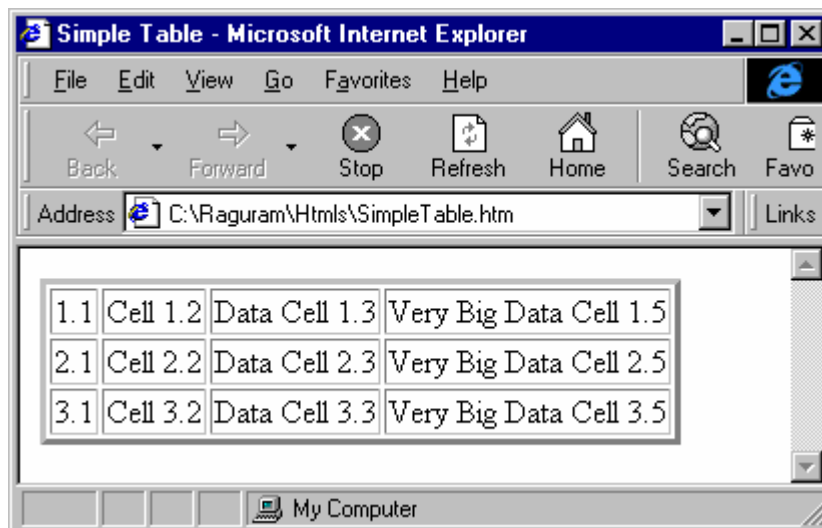 Simple Table - Microsoft Internet Explorer
File Edit View Go Favorites Help
Back Forward Stop Refresh Home Search Favo
Address C:\Raguram\Htmls\SimpleTable.htm Links
1.1 Cell 1.2 Data Cell 1.3 Very Big Data Cell 1.5
2.1 Cell 2.2 Data Cell 2.3 Very Big Data Cell 2.5
3.1 Cell 3.2 Data Cell 3.3 Very Big Data Cell 3.5
My Computer